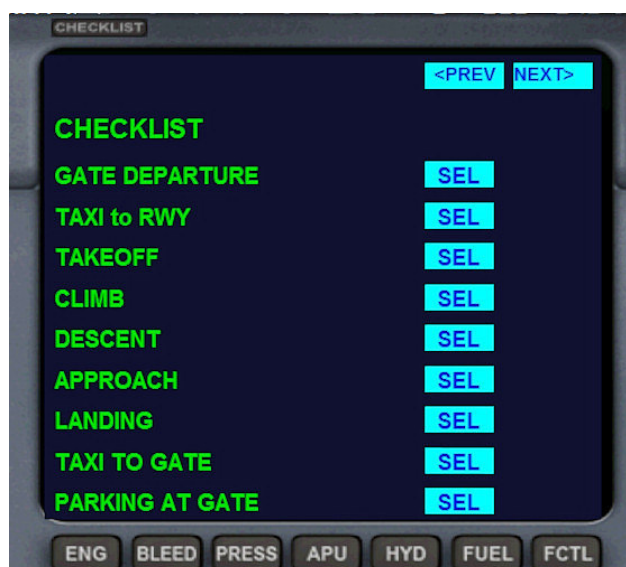 CHECKLIST
<PREV NEXT>
CHECKLIST
GATE DEPARTURE SEL
TAXI to RWY SEL
TAKEOFF SEL
CLIMB SEL
DESCENT SEL
APPROACH SEL
LANDING SEL
TAXI TO GATE SEL
PARKING AT GATE SEL
ENG BLEED PRESS APU HYD FUEL FCTL